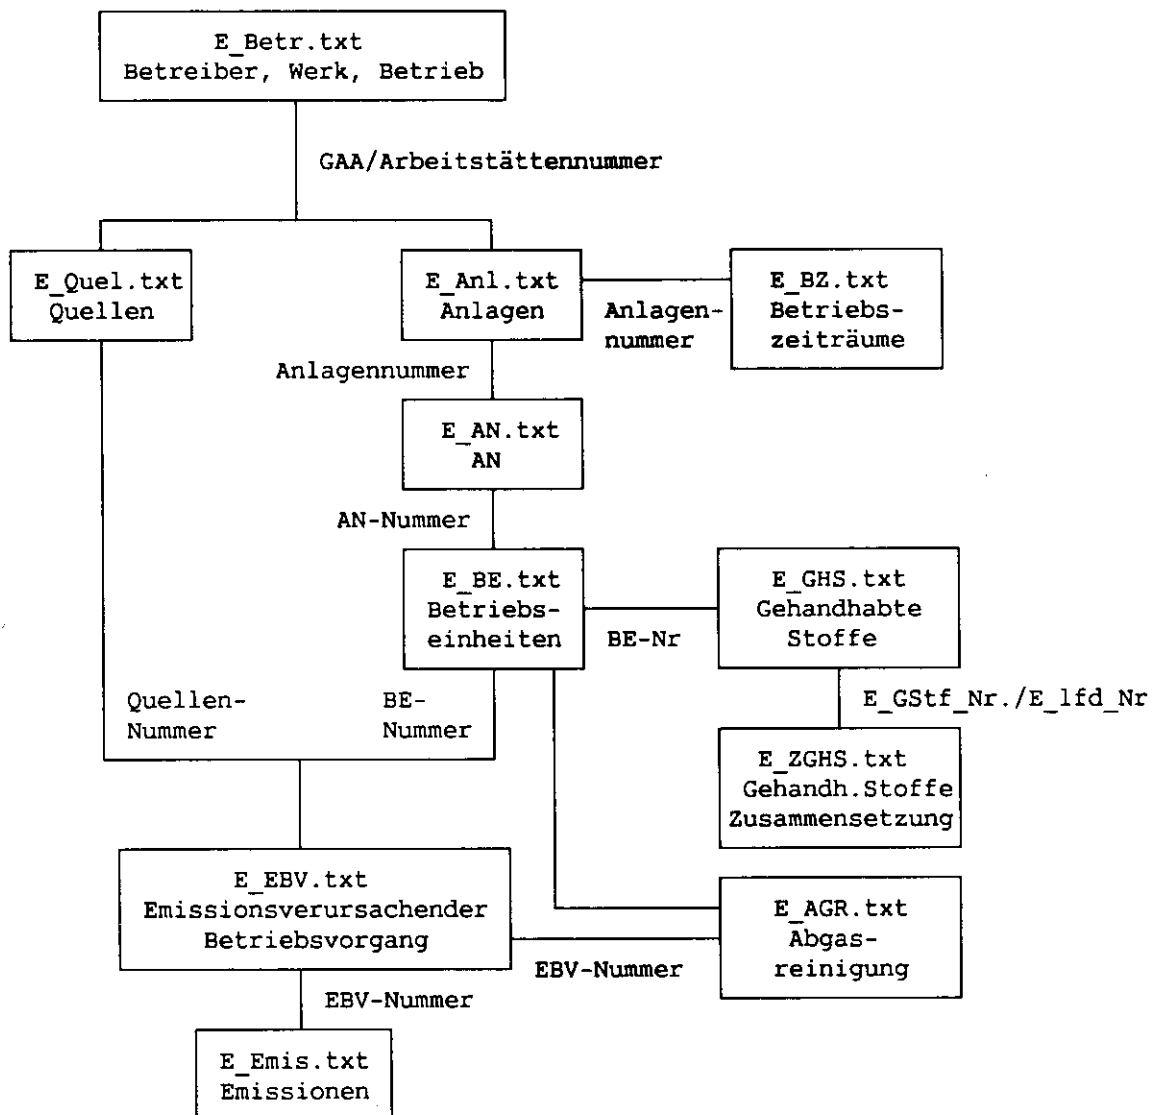 E_Betr.txt
Betreiber, Werk, Betrieb
GAA/Arbeitstättennummer
E_Quel.txt
Quellen
E_Anl.txt
Anlagen
Anlagen-
nummer
E_BZ.txt
Betriebs-
zeiträume
Anlagennummer
E_AN.txt
AN
AN-Nummer
E_BE.txt
Betriebs-
einheiten
BE-Nr
E_GHS.txt
Gehandhabte
Stoffe
Quellen-
Nummer
BE-
Nummer
E_GStf_Nr./E_lfd_Nr
E_ZGHS.txt
Gehandh.Stoffe
Zusammensetzung
E_EBV.txt
Emissionsverursachender
Betriebsvorgang
EBV-Nummer
E_AGR.txt
Abgas-
reinigung
EBV-Nummer
E_Emis.txt
Emissionen